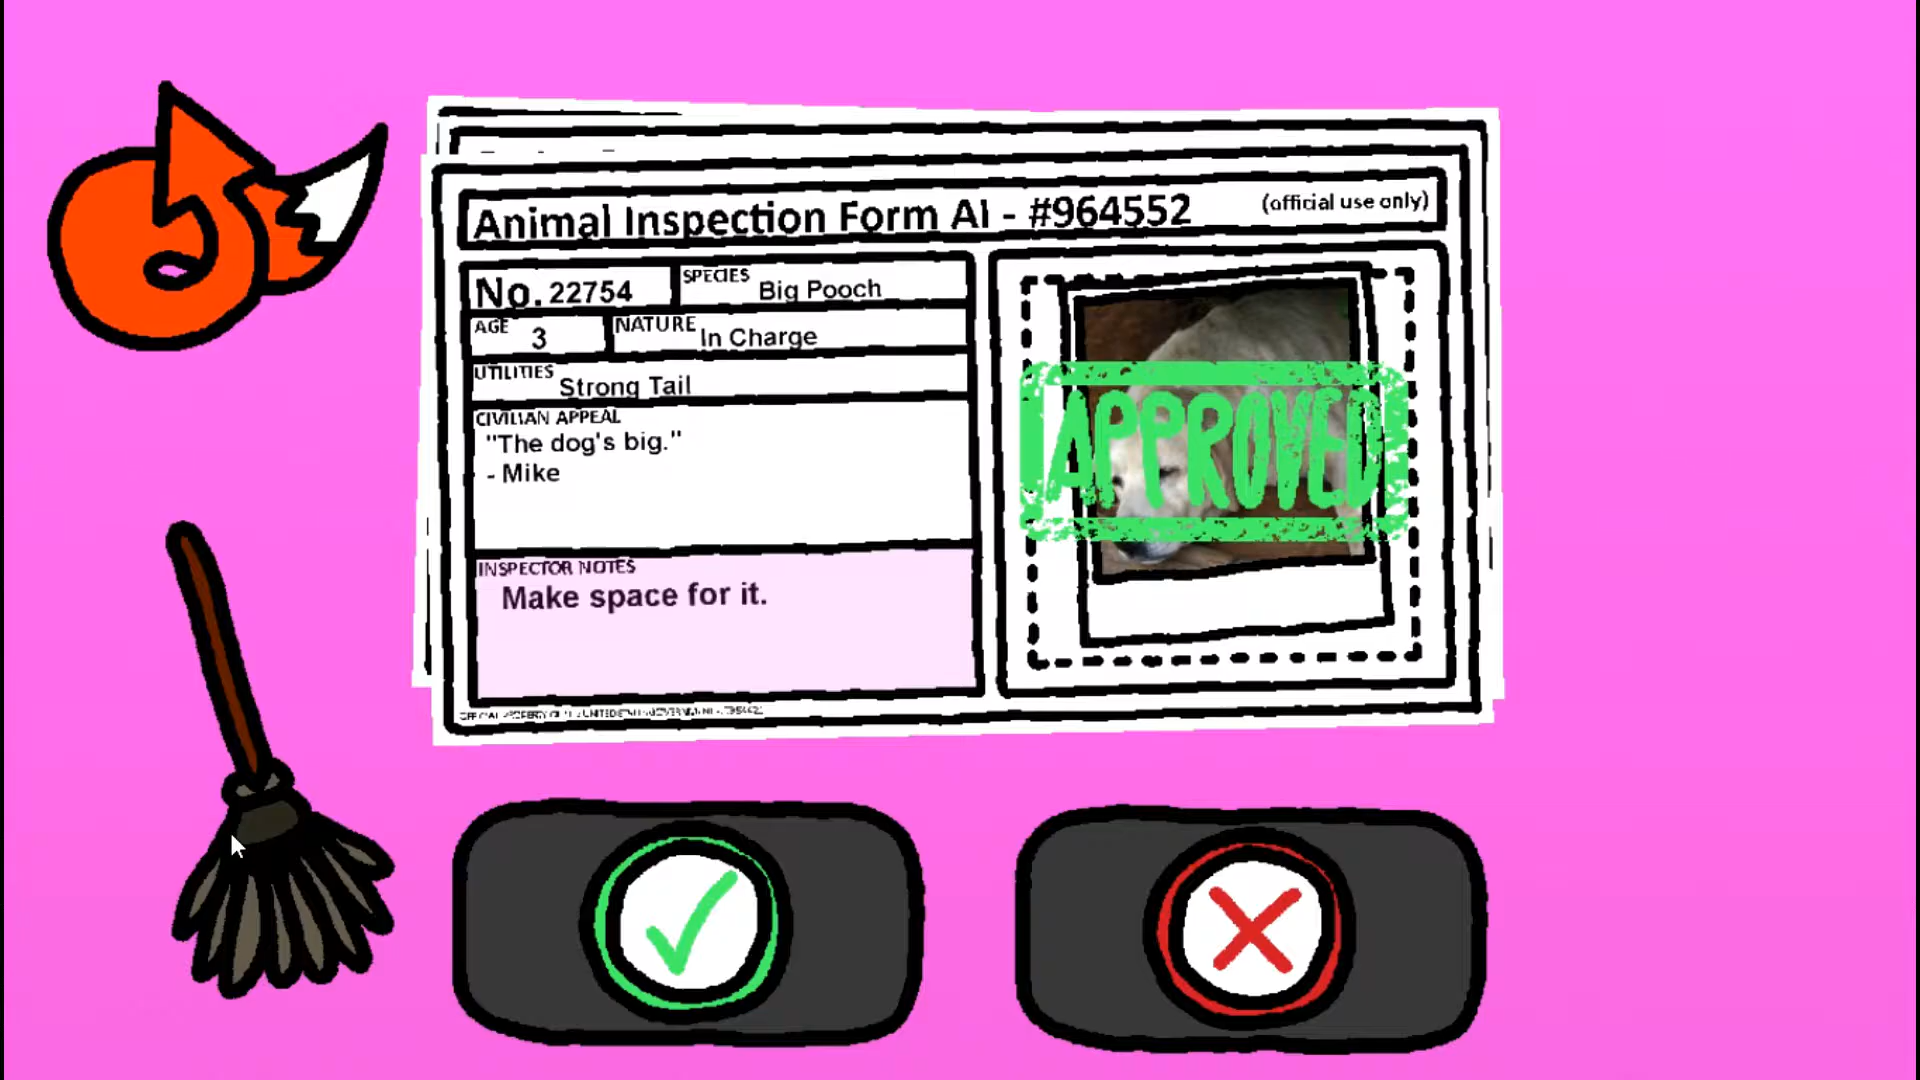 Animal Inspection Form AI - #964552
(official use only)
No. 22754
SPECIES Big Pooch
AGE 3
NATURE In Charge
UTILITIES Strong Tail
CIVILIAN APPEAL
"The dog's big."
- Mike
APPROVED
INSPECTOR NOTES
Make space for it.